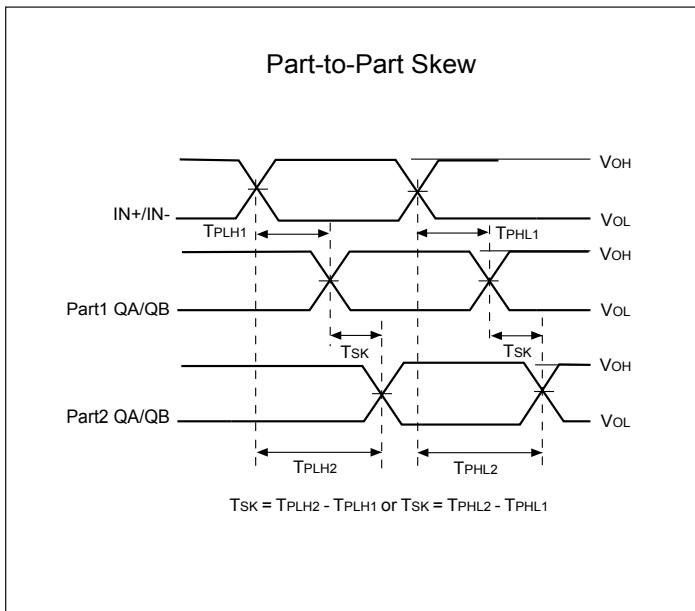 Part-to-Part Skew
VOH
IN+/IN-
VOL
TPLH1
TPHL1
VOH
Part1 QA/QB
VOL
TSK
TSK
VOH
Part2 QA/QB
VOL
TPLH2
TPHL2
TSK = TPLH2 - TPLH1 or TSK = TPHL2 - TPHL1